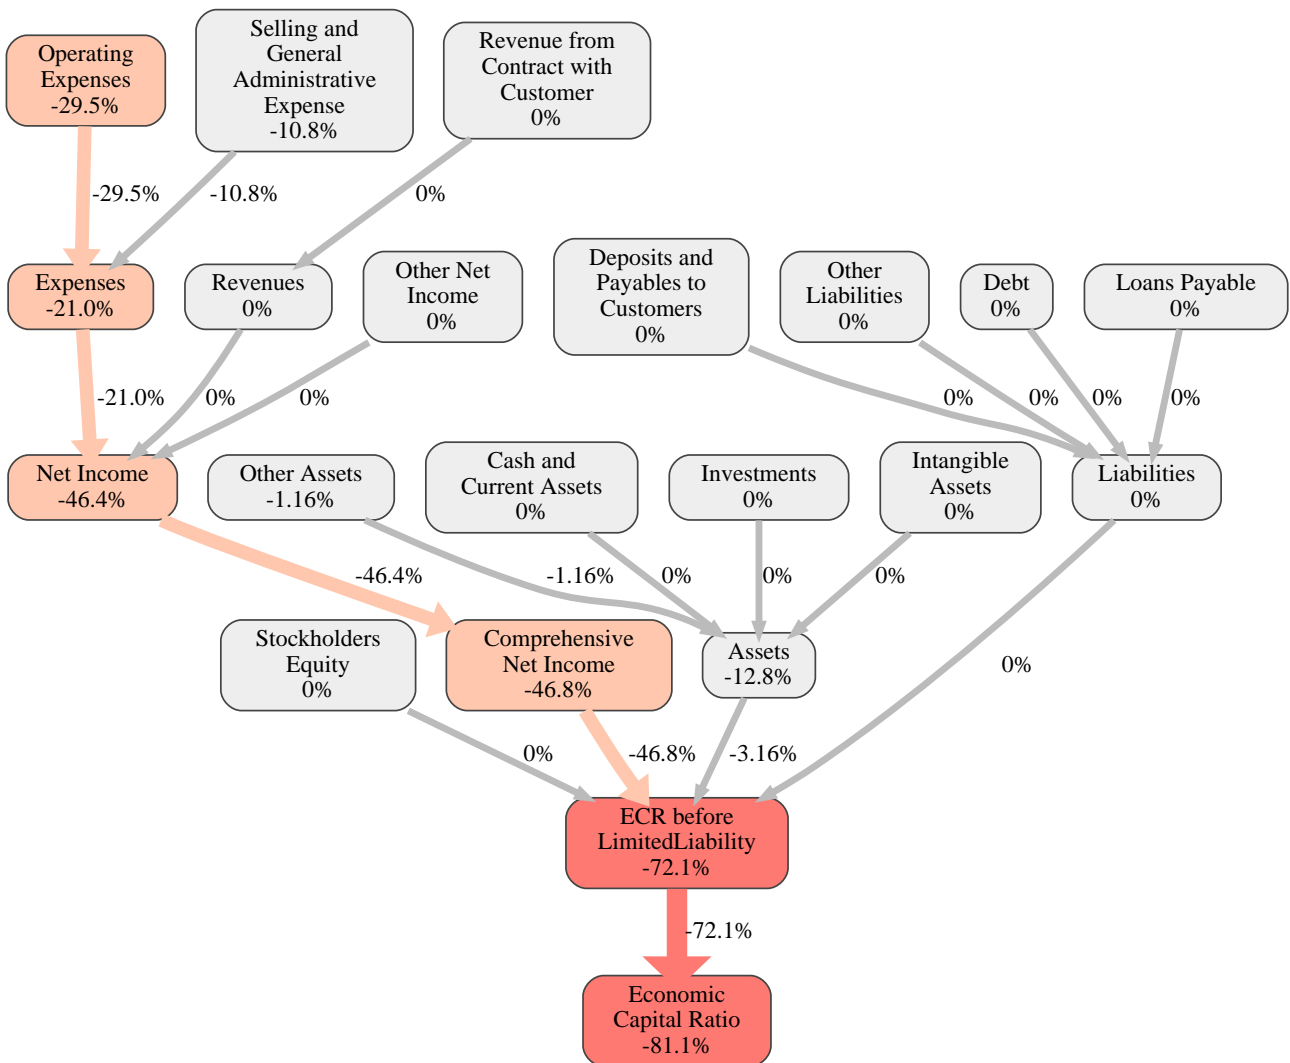 Operating
Expenses
-29.5%
Selling and
General
Administrative
Expense
-10.8%
Revenue from
Contract with
Customer
0%
-29.5%
-10.8%
0%
Expenses
-21.0%
Revenues
0%
Other Net
Income
0%
Deposits and
Payables to
Customers
0%
Other
Liabilities
0%
Debt
0%
Loans Payable
0%
-21.0%
0%
0%
0%
0%
0%
0%
Net Income
-46.4%
Other Assets
-1.16%
Cash and
Current Assets
0%
Investments
0%
Intangible
Assets
0%
Liabilities
0%
-46.4%
-1.16%
0%
0%
0%
0%
Stockholders
Equity
0%
Comprehensive
Net Income
-46.8%
Assets
-12.8%
0%
-46.8%
-3.16%
ECR before
LimitedLiability
-72.1%
-72.1%
Economic
Capital Ratio
-81.1%